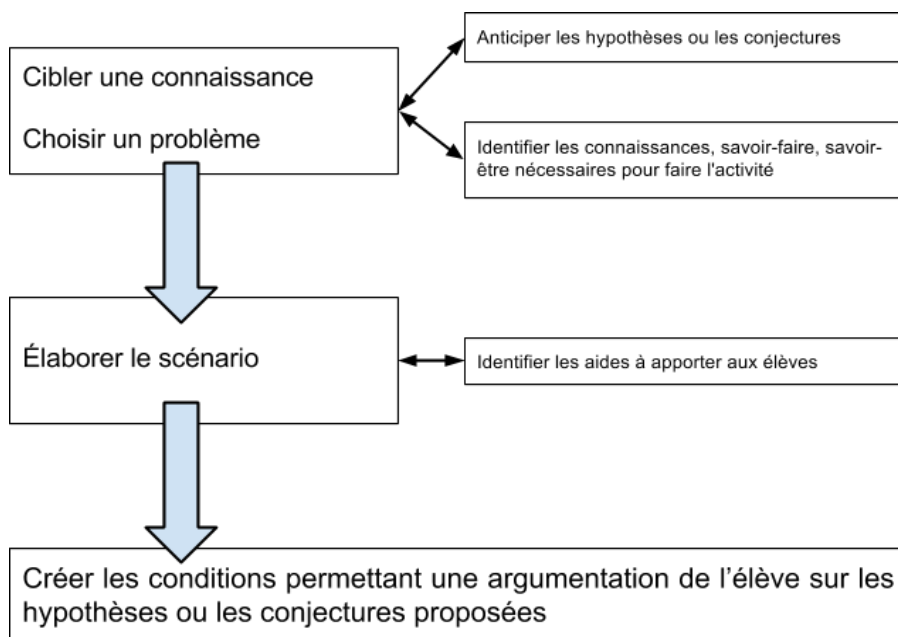 Cibler une connaissance
Choisir un problème
Anticiper les hypothèses ou les conjectures
Identifier les connaissances, savoir-faire, savoir-
être nécessaires pour faire l'activité
Élaborer le scénario
Identifier les aides à apporter aux élèves
Créer les conditions permettant une argumentation de l’élève sur les
hypothèses ou les conjectures proposées